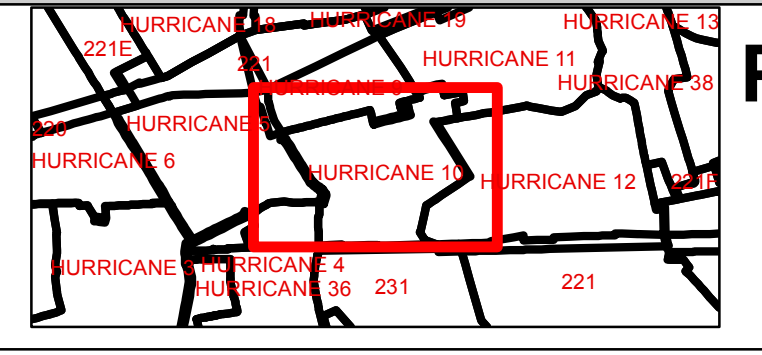 HURRICANE 18
HURRICANE 19
HURRICANE 13
221E
221
HURRICANE 11
HURRICANE 9
HURRICANE 38
220
HURRICANE 5
HURRICANE 6
HURRICANE 10
HURRICANE 12
221F
HURRICANE 3
HURRICANE 4
HURRICANE 36
231
221